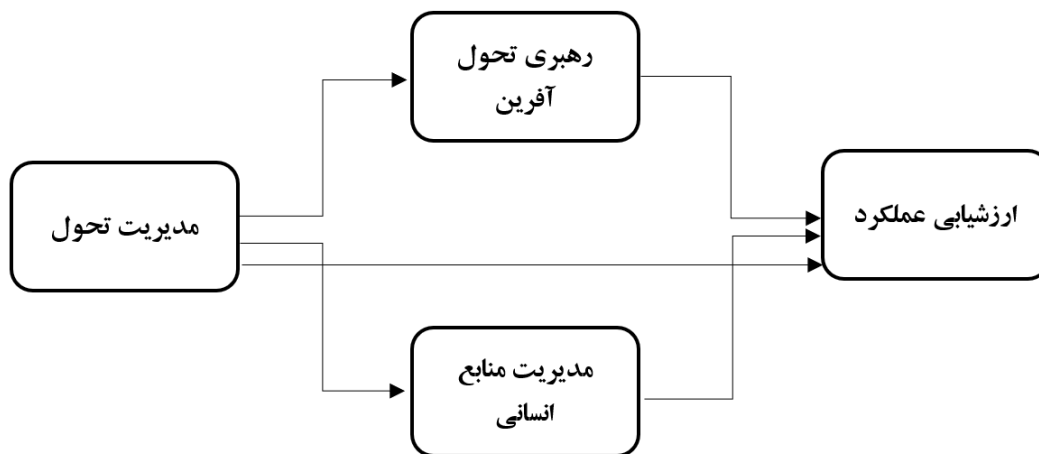 رهبری تحول
آفرین
ارزشیابی عملکرد
مدیریت تحول
مدیریت منابع
انسانی